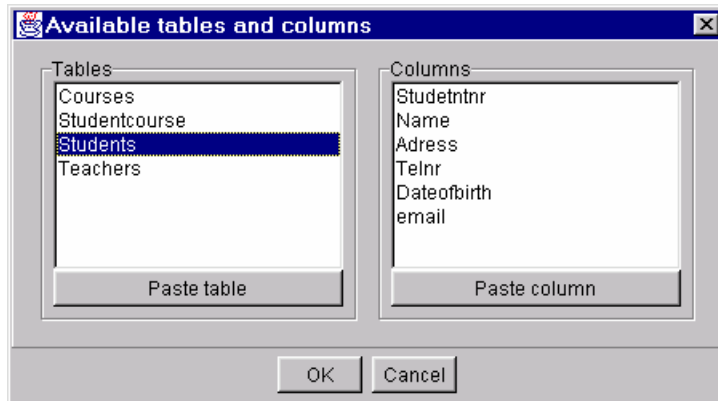 Available tables and columns
Tables
Courses
Studentcourse
Students
Teachers
Paste table
Columns
Studetntnr
Name
Adress
Telnr
Dateofbirth
email
Paste column
OK
Cancel